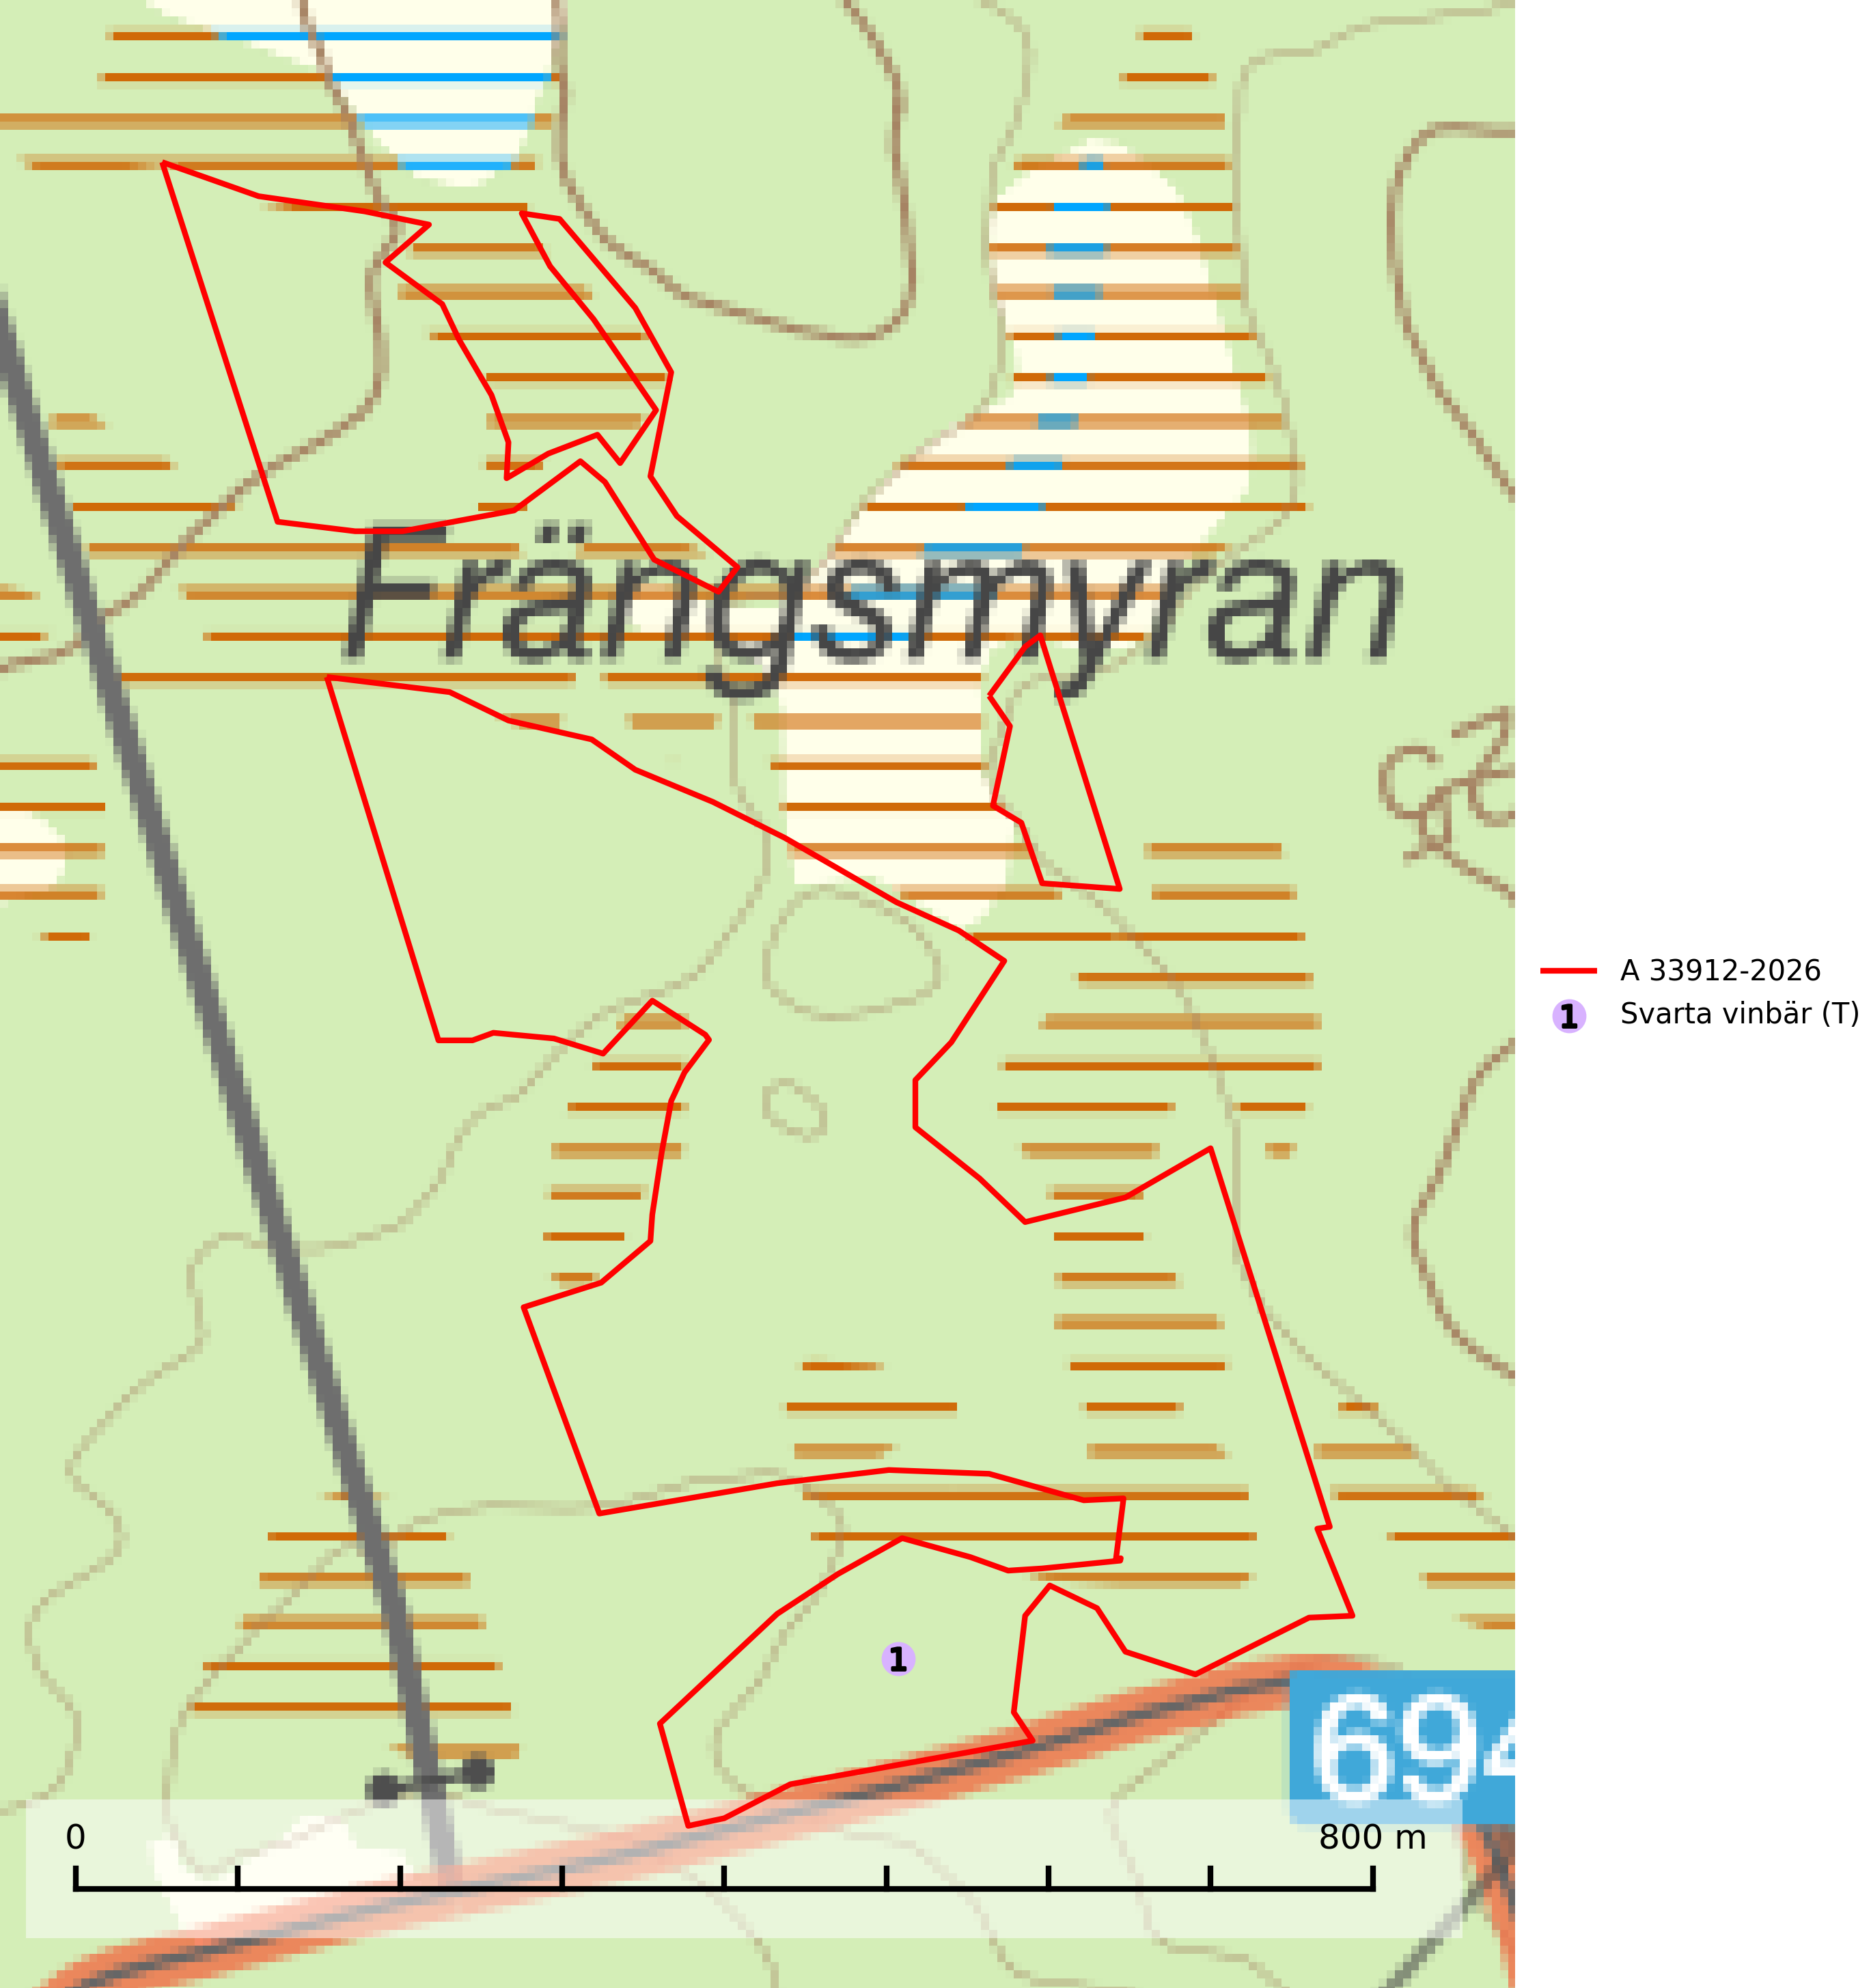 Frängsmyran
A 33912-2026
1 Svarta vinbär (T)
1
694
0 800 m